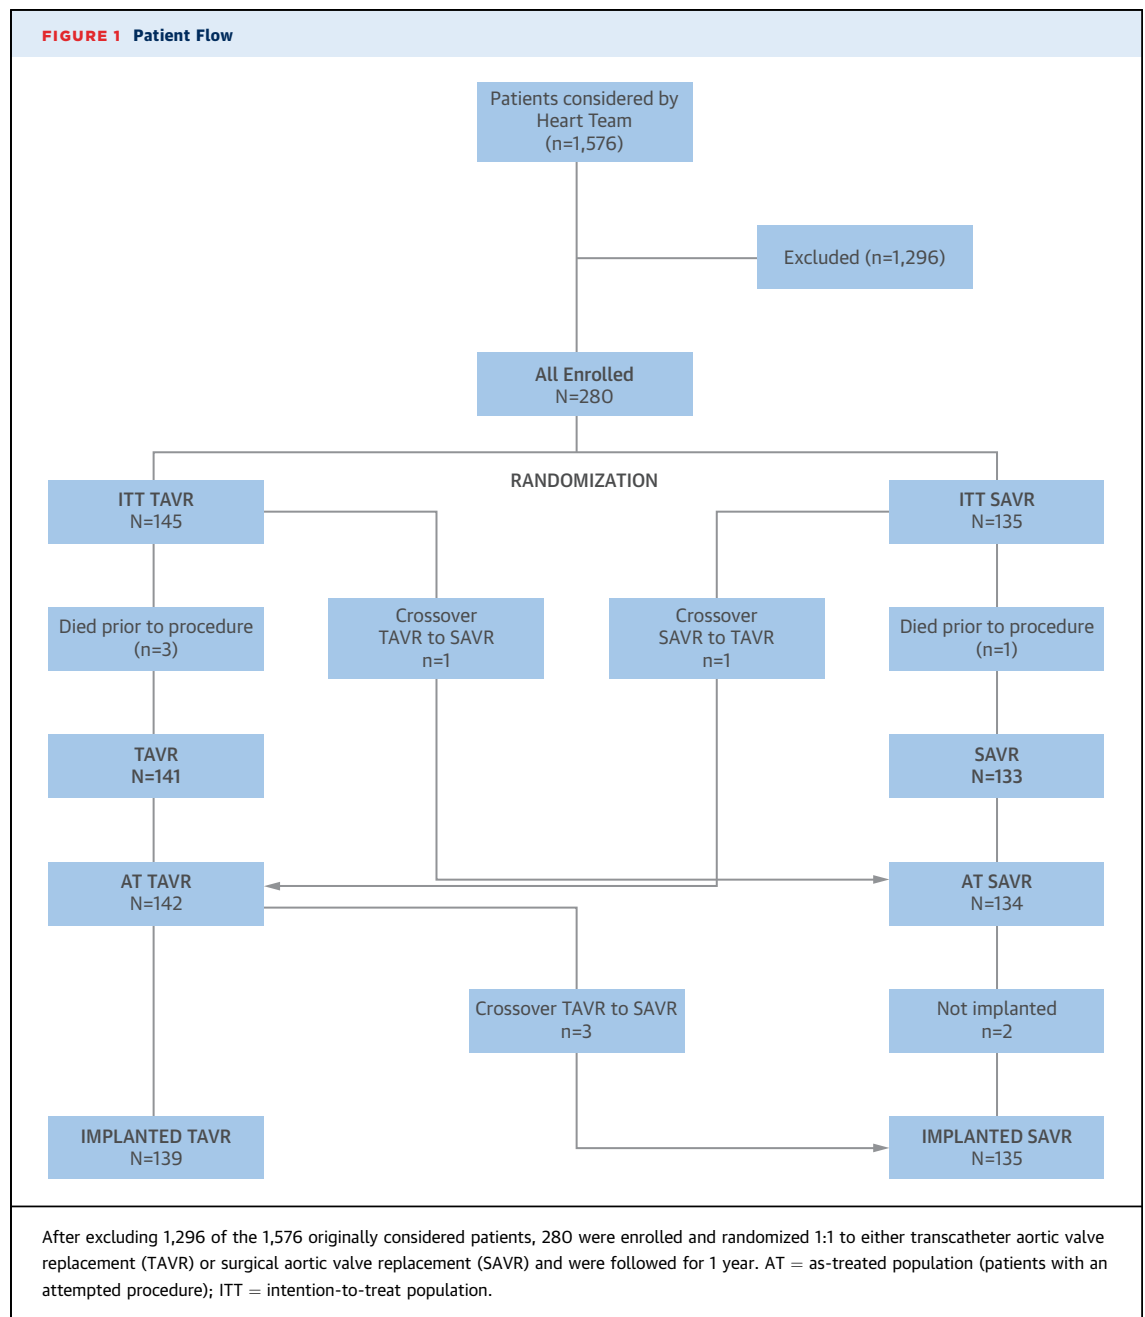 FIGURE 1 Patient Flow
Patients considered by
Heart Team
(n=1,576)
Excluded (n=1,296)
All Enrolled
N=280
RANDOMIZATION
ITT TAVR
N=145
ITT SAVR
N=135
Died prior to procedure
(n=3)
Crossover
TAVR to SAVR
n=1
Crossover
SAVR to TAVR
n=1
Died prior to procedure
(n=1)
TAVR
N=141
SAVR
N=133
AT TAVR
N=142
AT SAVR
N=134
Crossover TAVR to SAVR
n=3
Not implanted
n=2
IMPLANTED TAVR
N=139
IMPLANTED SAVR
N=135
After excluding 1,296 of the 1,576 originally considered patients, 280 were enrolled and randomized 1:1 to either transcatheter aortic valve
replacement (TAVR) or surgical aortic valve replacement (SAVR) and were followed for 1 year. AT = as-treated population (patients with an
attempted procedure); ITT = intention-to-treat population.